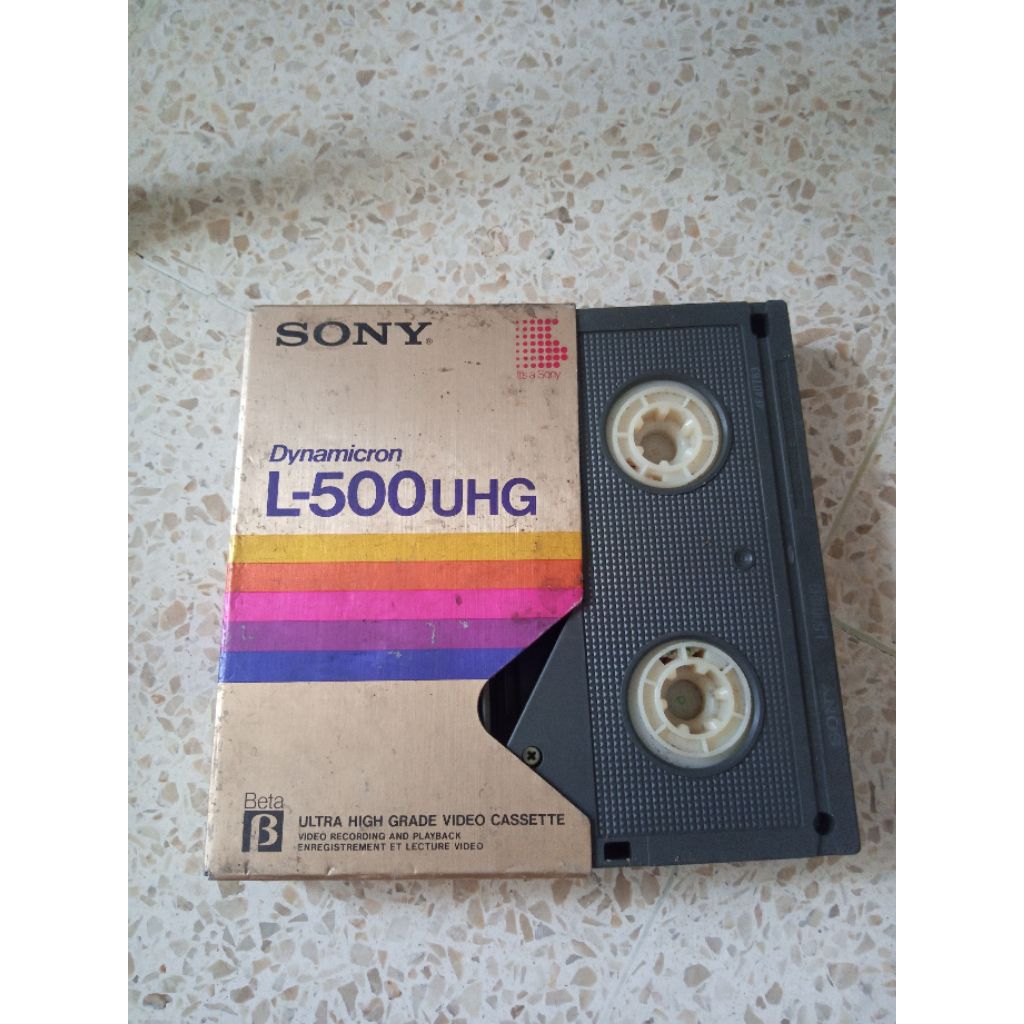 SONY®
It's a Sony
Dynamicron
L-500UHG
Beta
β
ULTRA HIGH GRADE VIDEO CASSETTE
VIDEO RECORDING AND PLAYBACK
ENREGISTREMENT ET LECTURE VIDEO
SONY